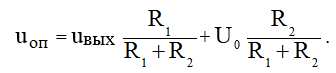 u_оп = u_вых R_1 / (R_1 + R_2) + U_0 R_2 / (R_1 + R_2).